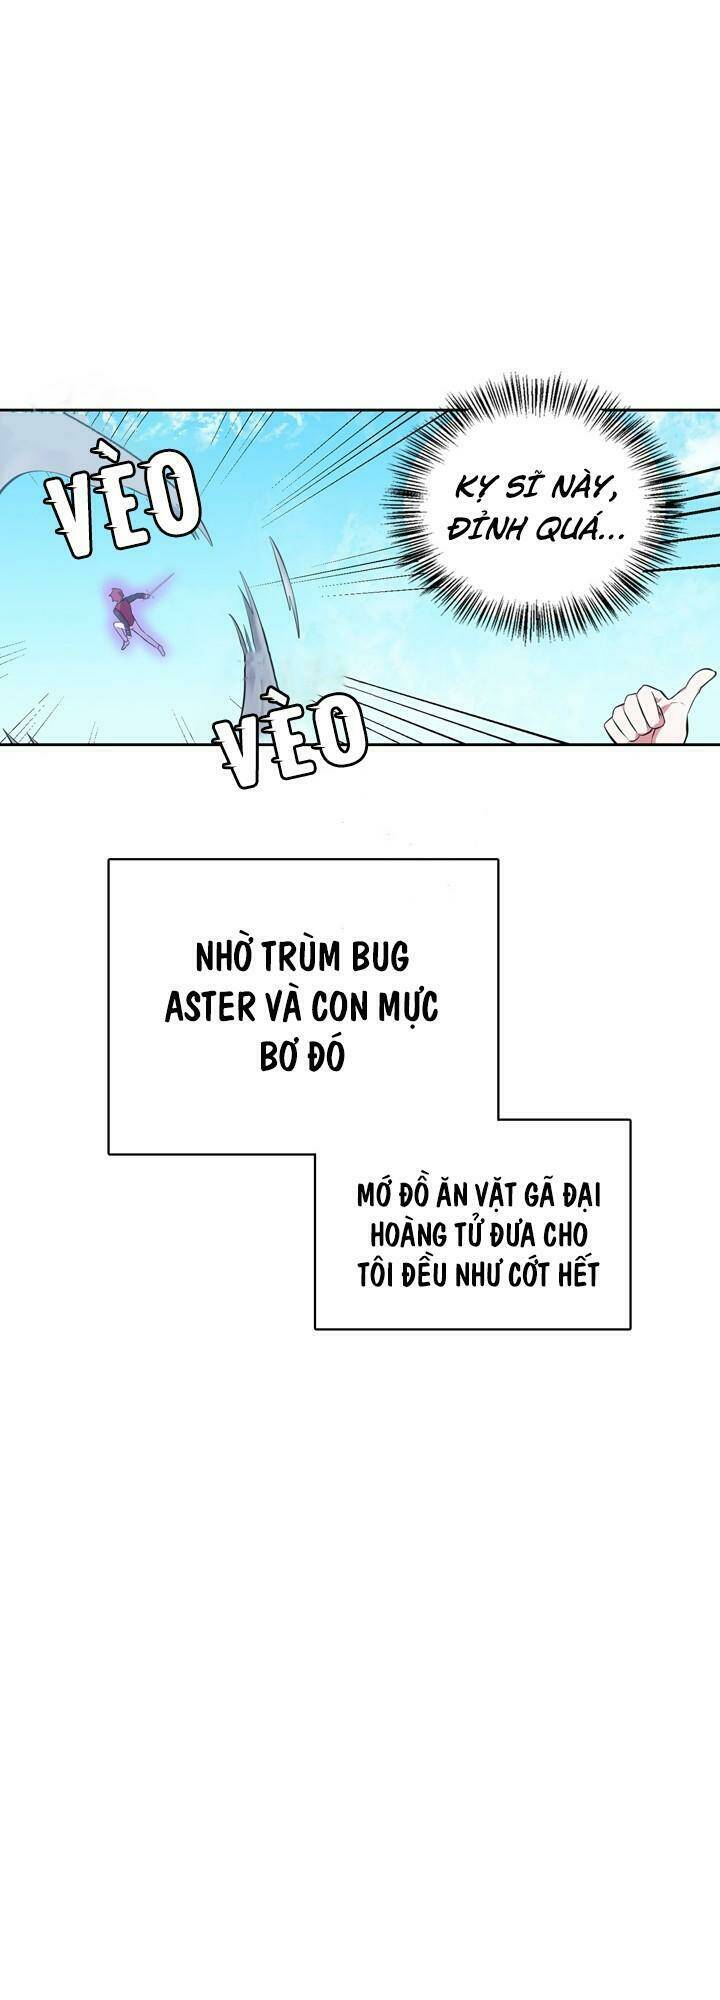 VÈO
KỴ SĨ NÀY,
ĐỈNH QUÁ...
VÈO
NHỜ TRÙM BUG
ASTER VÀ CON MỰC
BƠ ĐÓ
MỚ ĐỒ ĂN VẶT GÃ ĐẠI
HOÀNG TỬ ĐƯA CHO
TÔI ĐỀU NHƯ CỚT HẾT